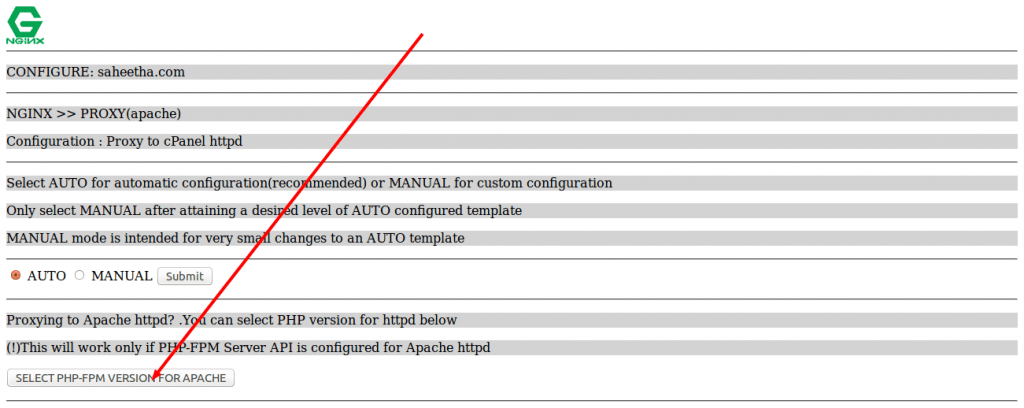 NGINX
CONFIGURE: saheetha.com
NGINX >> PROXY(apache)
Configuration : Proxy to cPanel httpd
Select AUTO for automatic configuration(recommended) or MANUAL for custom configuration
Only select MANUAL after attaining a desired level of AUTO configured template
MANUAL mode is intended for very small changes to an AUTO template
AUTO MANUAL Submit
Proxying to Apache httpd? .You can select PHP version for httpd below
(!)This will work only if PHP-FPM Server API is configured for Apache httpd
SELECT PHP-FPM VERSION FOR APACHE